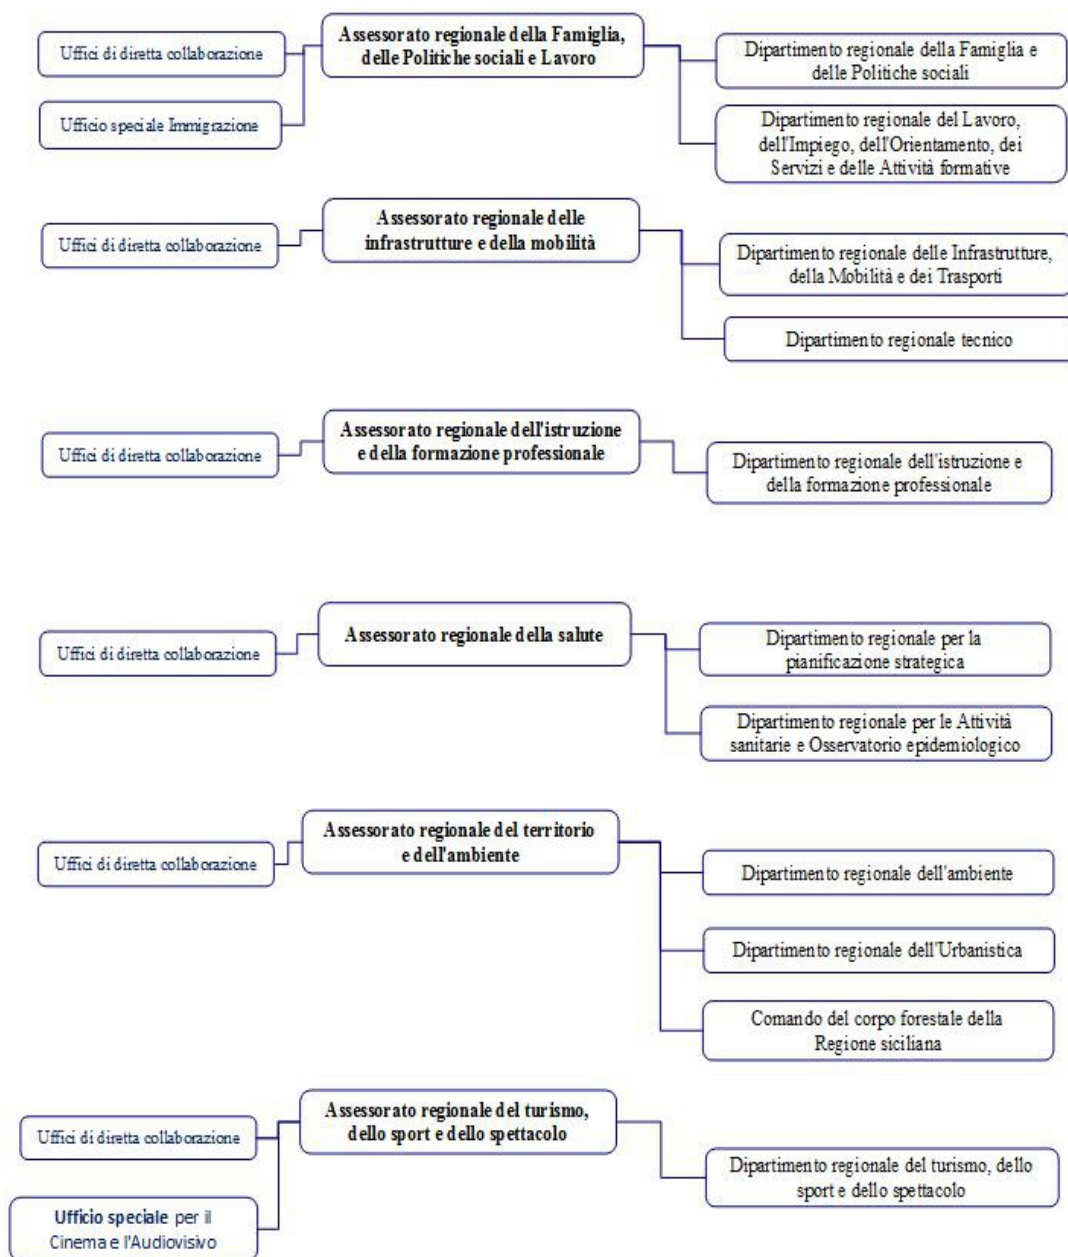 Assessorato regionale della Famiglia,
delle Politiche sociali e Lavoro
Uffici di diretta collaborazione
Ufficio speciale Immigrazione
Dipartimento regionale della Famiglia e
delle Politiche sociali
Dipartimento regionale del Lavoro,
dell'Impiego, dell'Orientamento, dei
Servizi e delle Attività formative
Assessorato regionale delle
infrastrutture e della mobilità
Uffici di diretta collaborazione
Dipartimento regionale delle Infrastrutture,
della Mobilità e dei Trasporti
Dipartimento regionale tecnico
Assessorato regionale dell'istruzione
e della formazione professionale
Uffici di diretta collaborazione
Dipartimento regionale dell'istruzione e
della formazione professionale
Assessorato regionale della salute
Uffici di diretta collaborazione
Dipartimento regionale per la
pianificazione strategica
Dipartimento regionale per le Attività
sanitarie e Osservatorio epidemiologico
Assessorato regionale del territorio
e dell'ambiente
Uffici di diretta collaborazione
Dipartimento regionale dell'ambiente
Dipartimento regionale dell'Urbanistica
Comando del corpo forestale della
Regione siciliana
Assessorato regionale del turismo,
dello sport e dello spettacolo
Uffici di diretta collaborazione
Ufficio speciale per il
Cinema e l'Audiovisivo
Dipartimento regionale del turismo, dello
sport e dello spettacolo